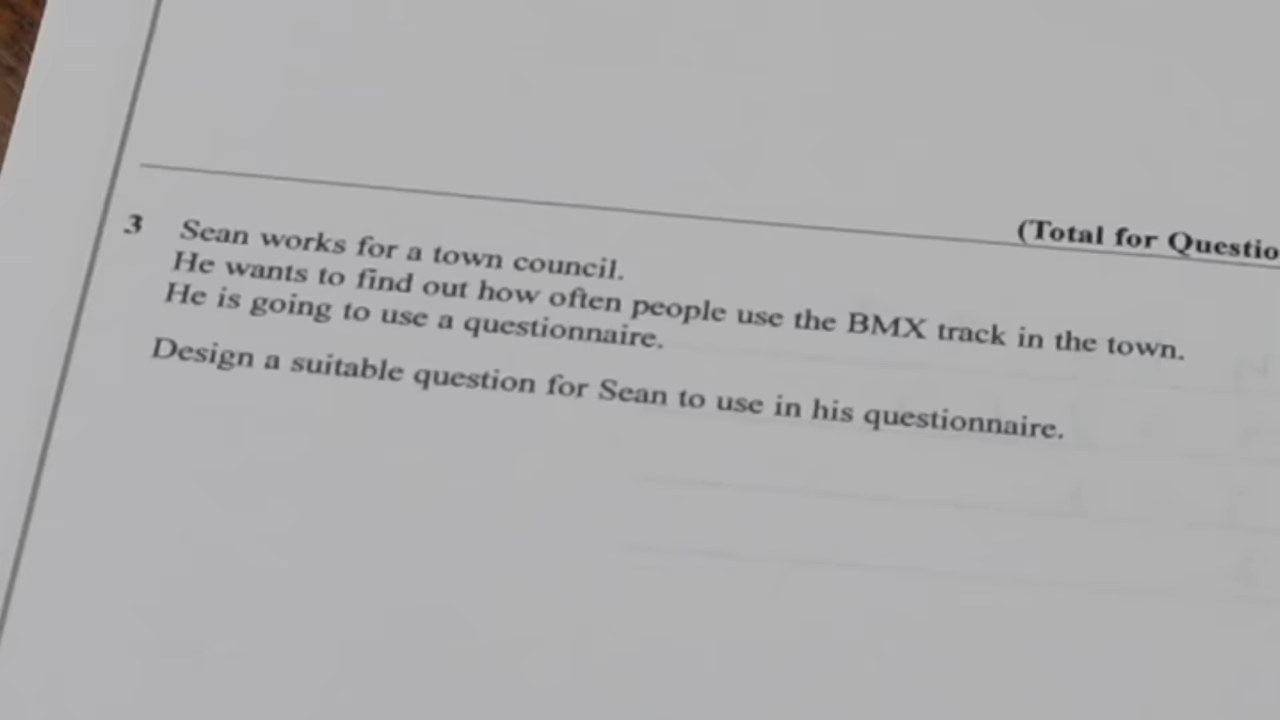 (Total for Questio
3 Sean works for a town council.
He wants to find out how often people use the BMX track in the town.
He is going to use a questionnaire.
Design a suitable question for Sean to use in his questionnaire.